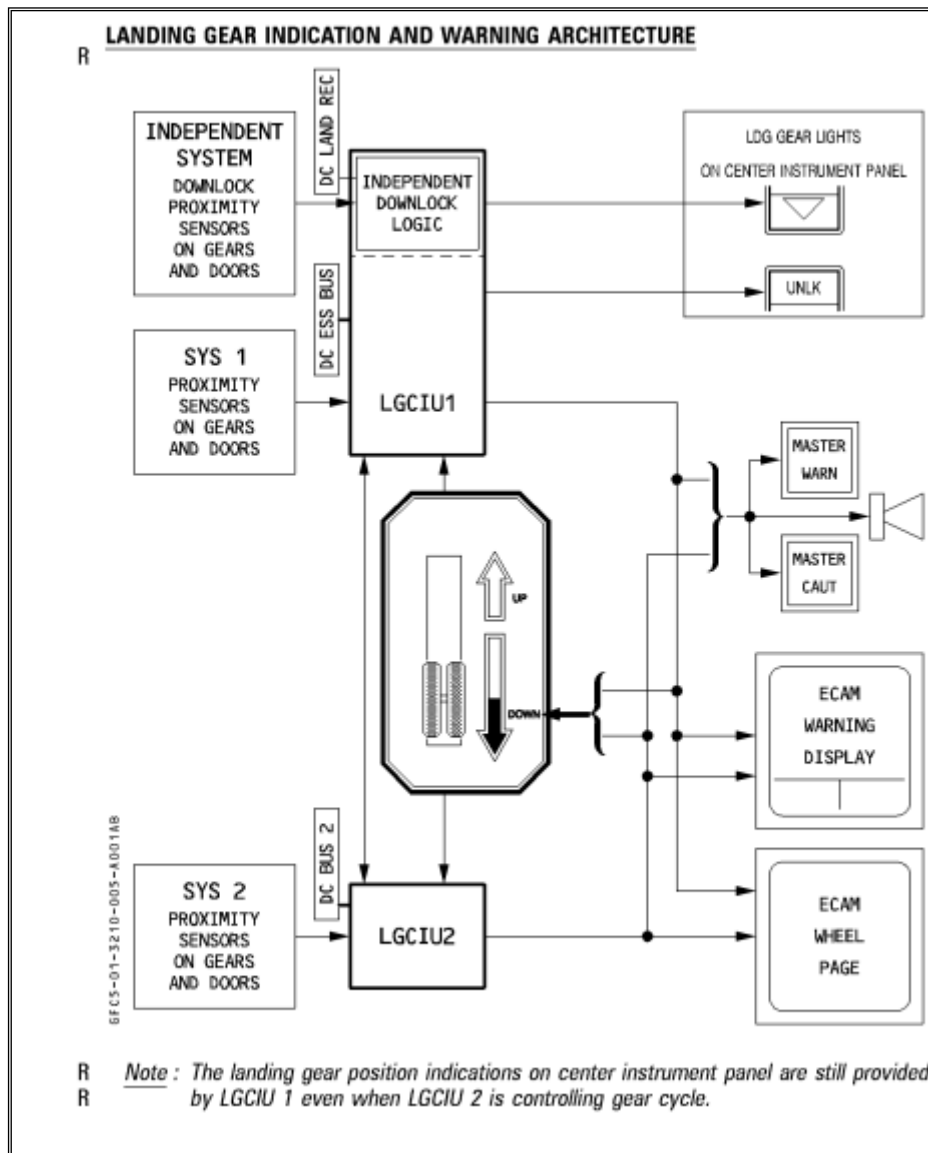 LANDING GEAR INDICATION AND WARNING ARCHITECTURE
R
INDEPENDENT
SYSTEM
DOWNLOCK
PROXIMITY
SENSORS
ON GEARS
AND DOORS
DC LAND REC
INDEPENDENT
DOWNLOCK
LOGIC
LDG GEAR LIGHTS
ON CENTER INSTRUMENT PANEL
UNLK
DC ESS BUS
SYS 1
PROXIMITY
SENSORS
ON GEARS
AND DOORS
LGCIU1
MASTER
WARN
MASTER
CAUT
UP
DOWN
ECAM
WARNING
DISPLAY
GFC5-01-3210-005-A001AB
SYS 2
PROXIMITY
SENSORS
ON GEARS
AND DOORS
DC BUS 2
LGCIU2
ECAM
WHEEL
PAGE
R Note : The landing gear position indications on center instrument panel are still provided
R by LGCIU 1 even when LGCIU 2 is controlling gear cycle.